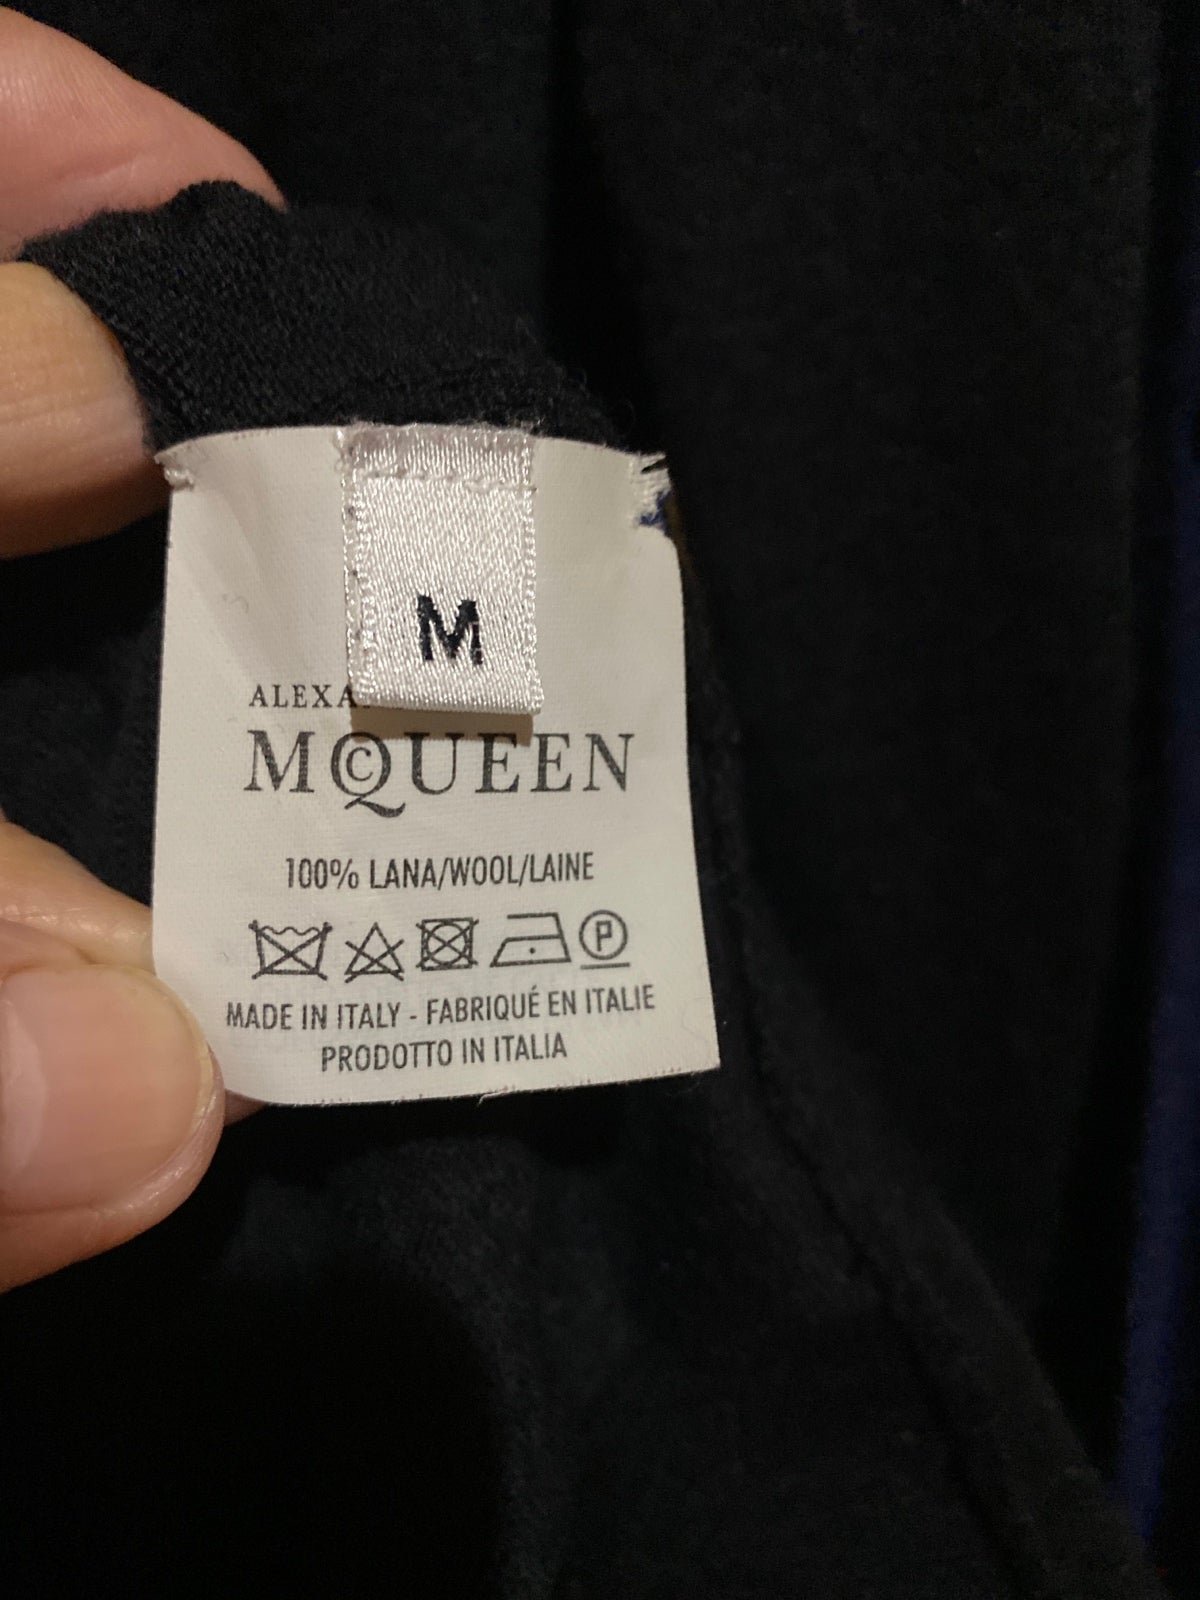 M
ALEXA
McQUEEN
100% LANA/WOOL/LAINE
P
MADE IN ITALY - FABRIQUÉ EN ITALIE
PRODOTTO IN ITALIA